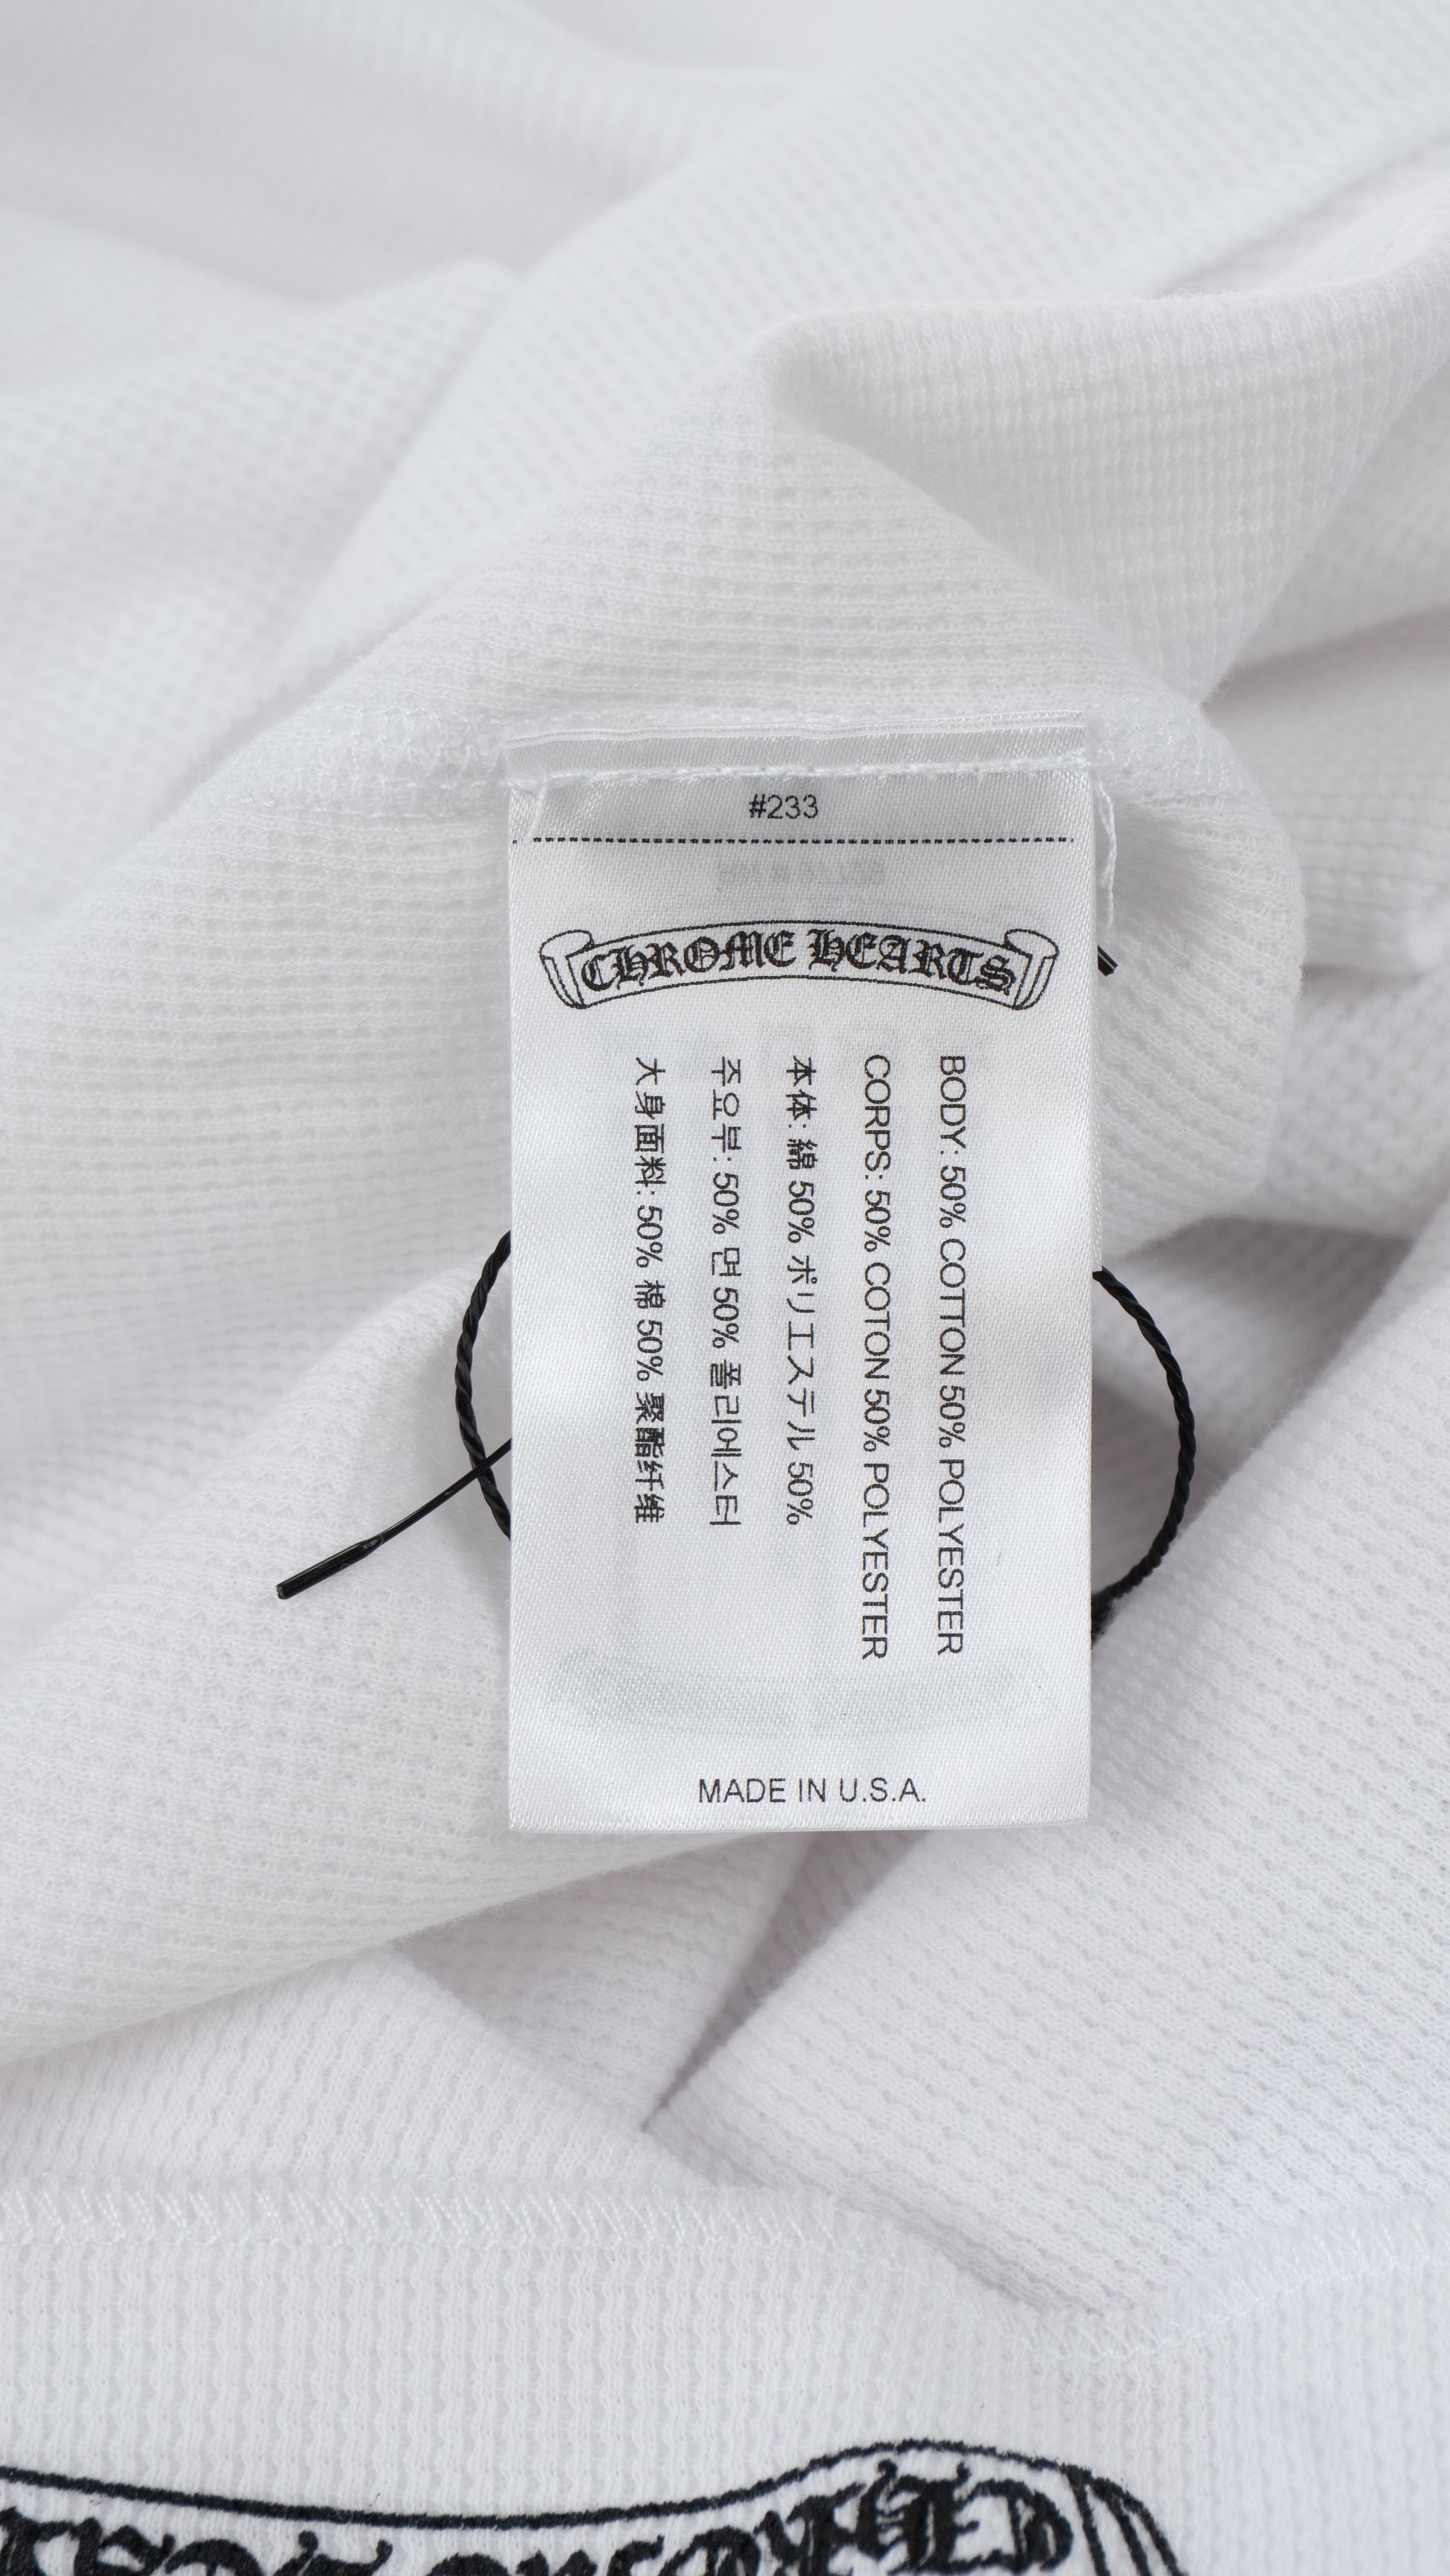 #233
CHROME HEARTS
BODY: 50% COTTON 50% POLYESTER
CORPS: 50% COTON 50% POLYESTER
本体: 綿 50% ポリエステル 50%
주요부: 50% 면 50% 폴리에스터
大身面料: 50% 棉 50% 聚酯纤维
MADE IN U.S.A.